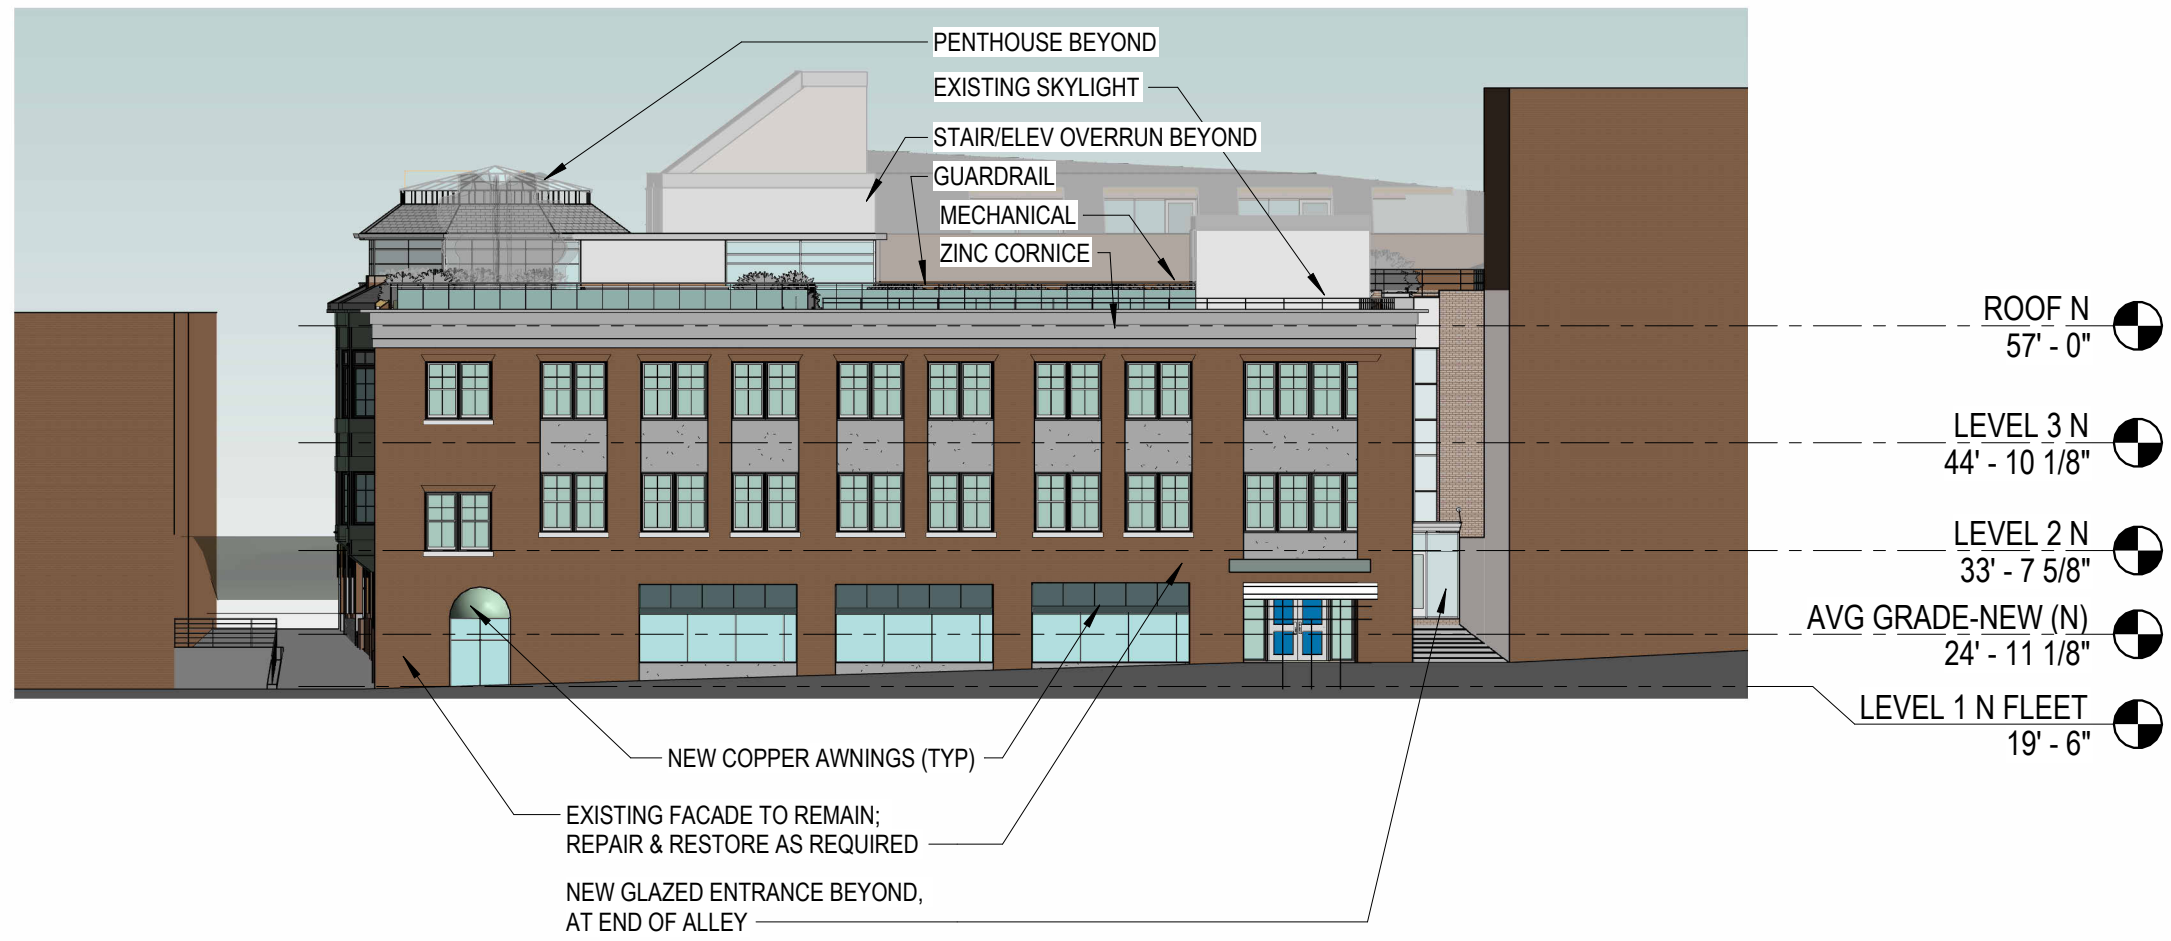 PENTHOUSE BEYOND
EXISTING SKYLIGHT
STAIR/ELEV OVERRUN BEYOND
GUARDRAIL
MECHANICAL
ZINC CORNICE
ROOF N
57' - 0"
LEVEL 3 N
44' - 10 1/8"
LEVEL 2 N
33' - 7 5/8"
AVG GRADE-NEW (N)
24' - 11 1/8"
LEVEL 1 N FLEET
19' - 6"
NEW COPPER AWNINGS (TYP)
EXISTING FACADE TO REMAIN;
REPAIR & RESTORE AS REQUIRED
NEW GLAZED ENTRANCE BEYOND,
AT END OF ALLEY